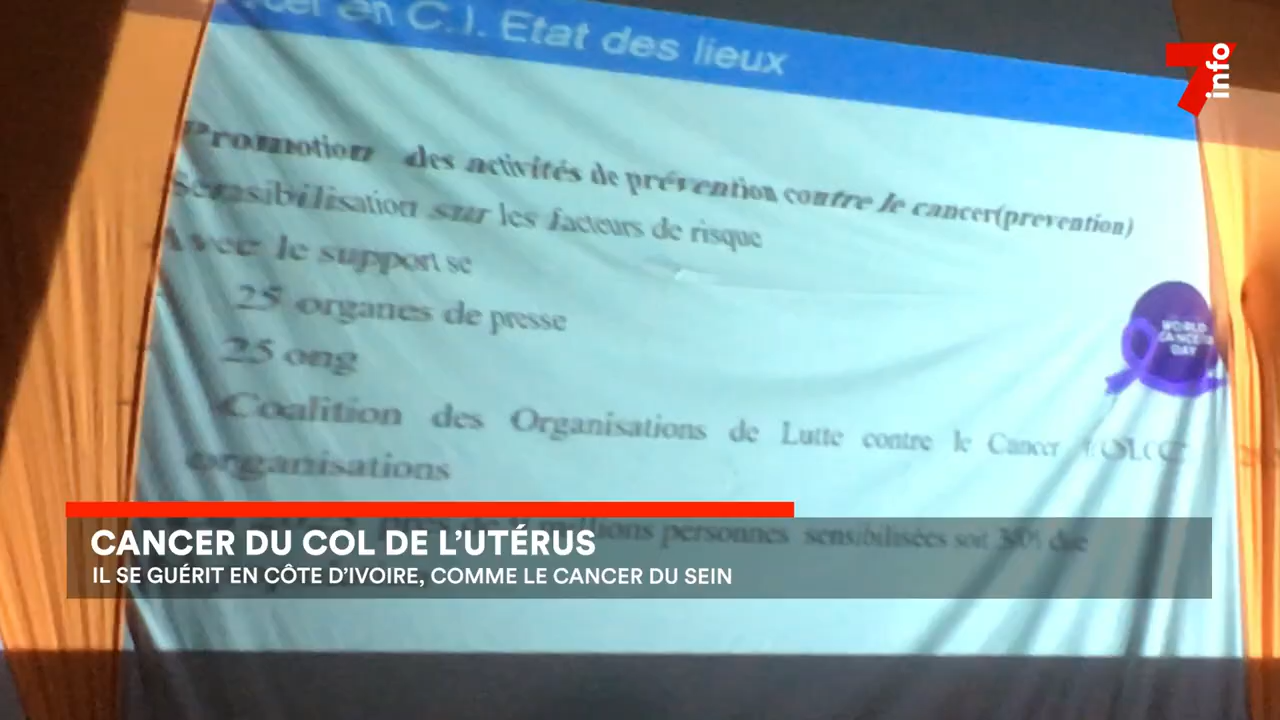 en C.I. Etat des lieux
7
info
Promotion des activités de prévention contre le cancer(prevention)
Sensibilisation sur les facteurs de risque
Avec le support se
25 organes de presse
25 ong
WORLD
CANCER
DAY
Coalition des Organisations de Lutte contre le Cancer
organisations
millions personnes sensibilisées soit due
CANCER DU COL DE L'UTÉRUS
IL SE GUÉRIT EN CÔTE D'IVOIRE, COMME LE CANCER DU SEIN